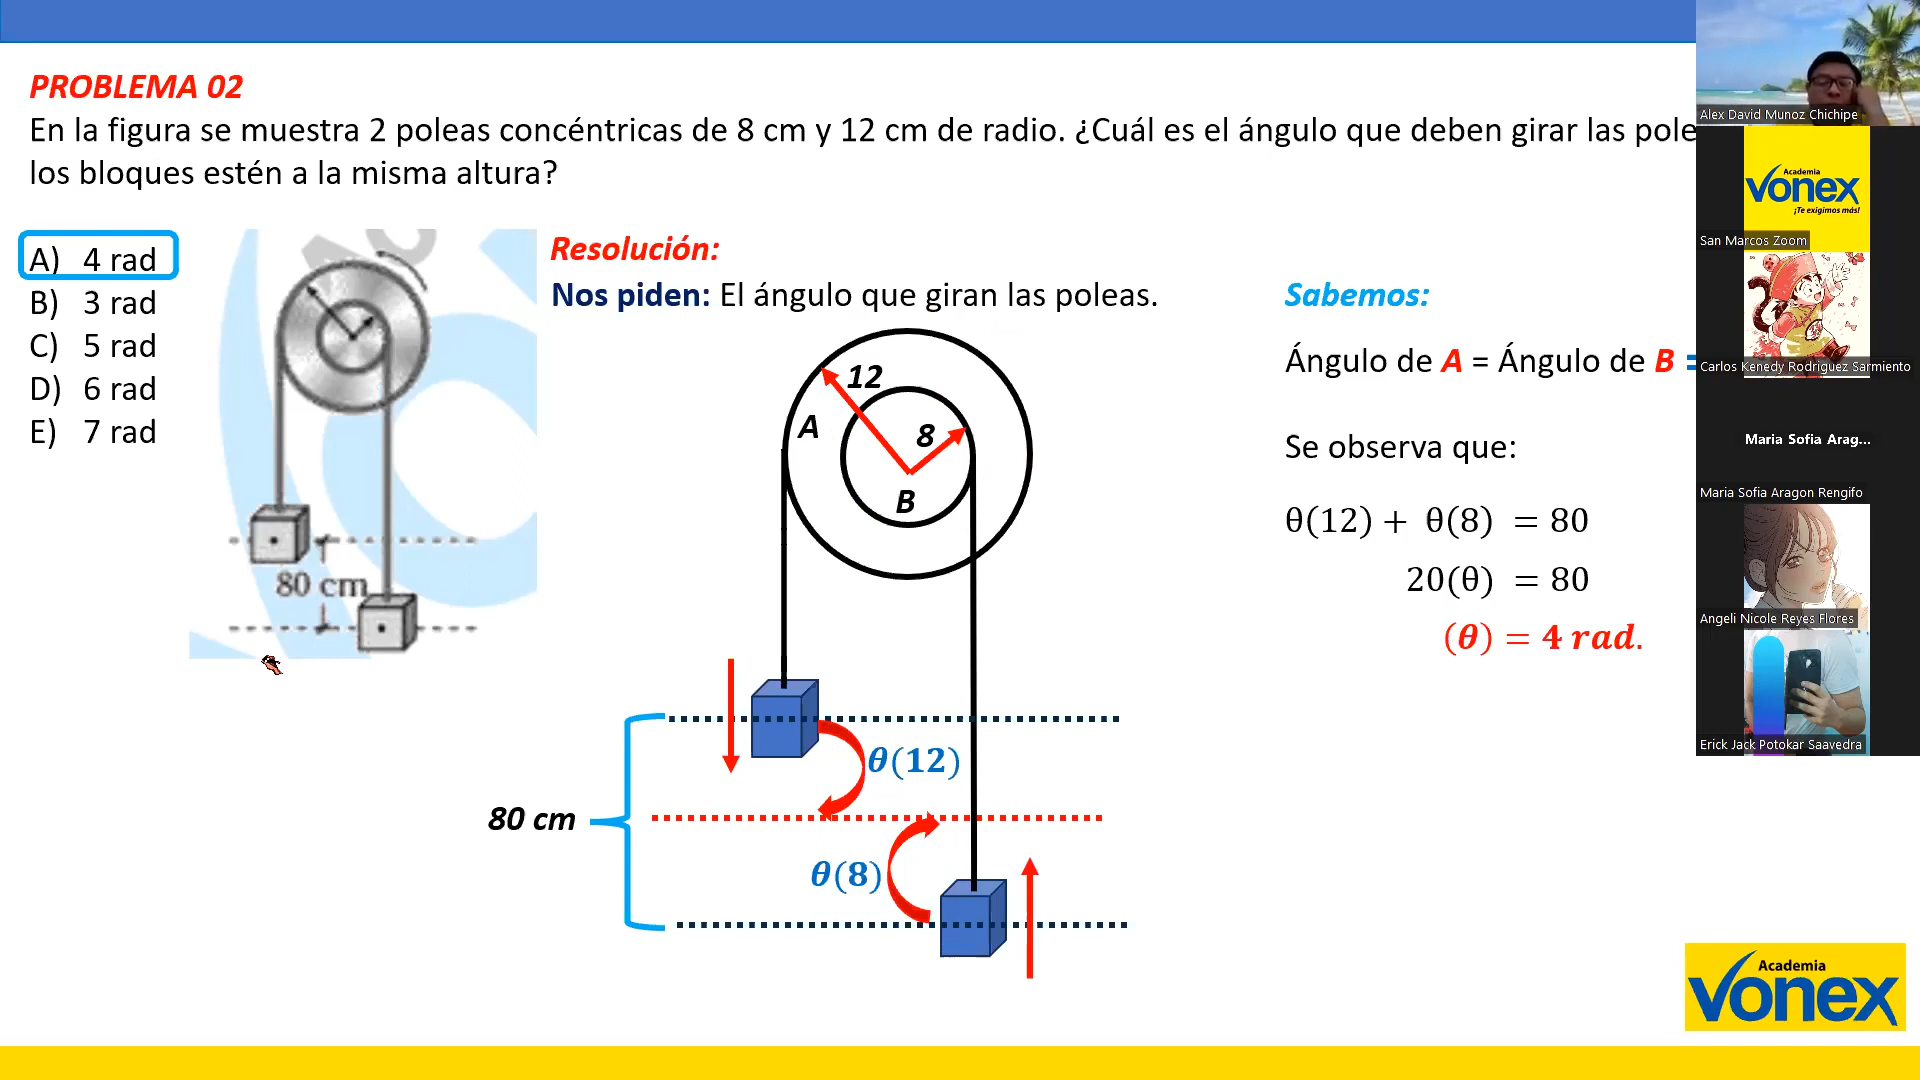 PROBLEMA 02
En la figura se muestra 2 poleas concéntricas de 8 cm y 12 cm de radio. ¿Cuál es el ángulo que deben girar las pole
los bloques estén a la misma altura?
A) 4 rad
B) 3 rad
C) 5 rad
D) 6 rad
E) 7 rad
80 cm
Resolución:
Nos piden: El ángulo que giran las poleas.
12
A
8
B
θ(12)
80 cm
θ(8)
Sabemos:
Ángulo de A = Ángulo de B =
Se observa que:
θ(12) + θ(8) = 80
20(θ) = 80
(θ) = 4 rad.
Alex David Munoz Chichipe
Academia
Vonex
¡Te exigimos más!
San Marcos Zoom
Carlos Kenedy Rodriguez Sarmiento
Maria Sofia Arag...
Maria Sofia Aragon Rengifo
Angeli Nicole Reyes Flores
Erick Jack Potokar Saavedra
Academia
Vonex